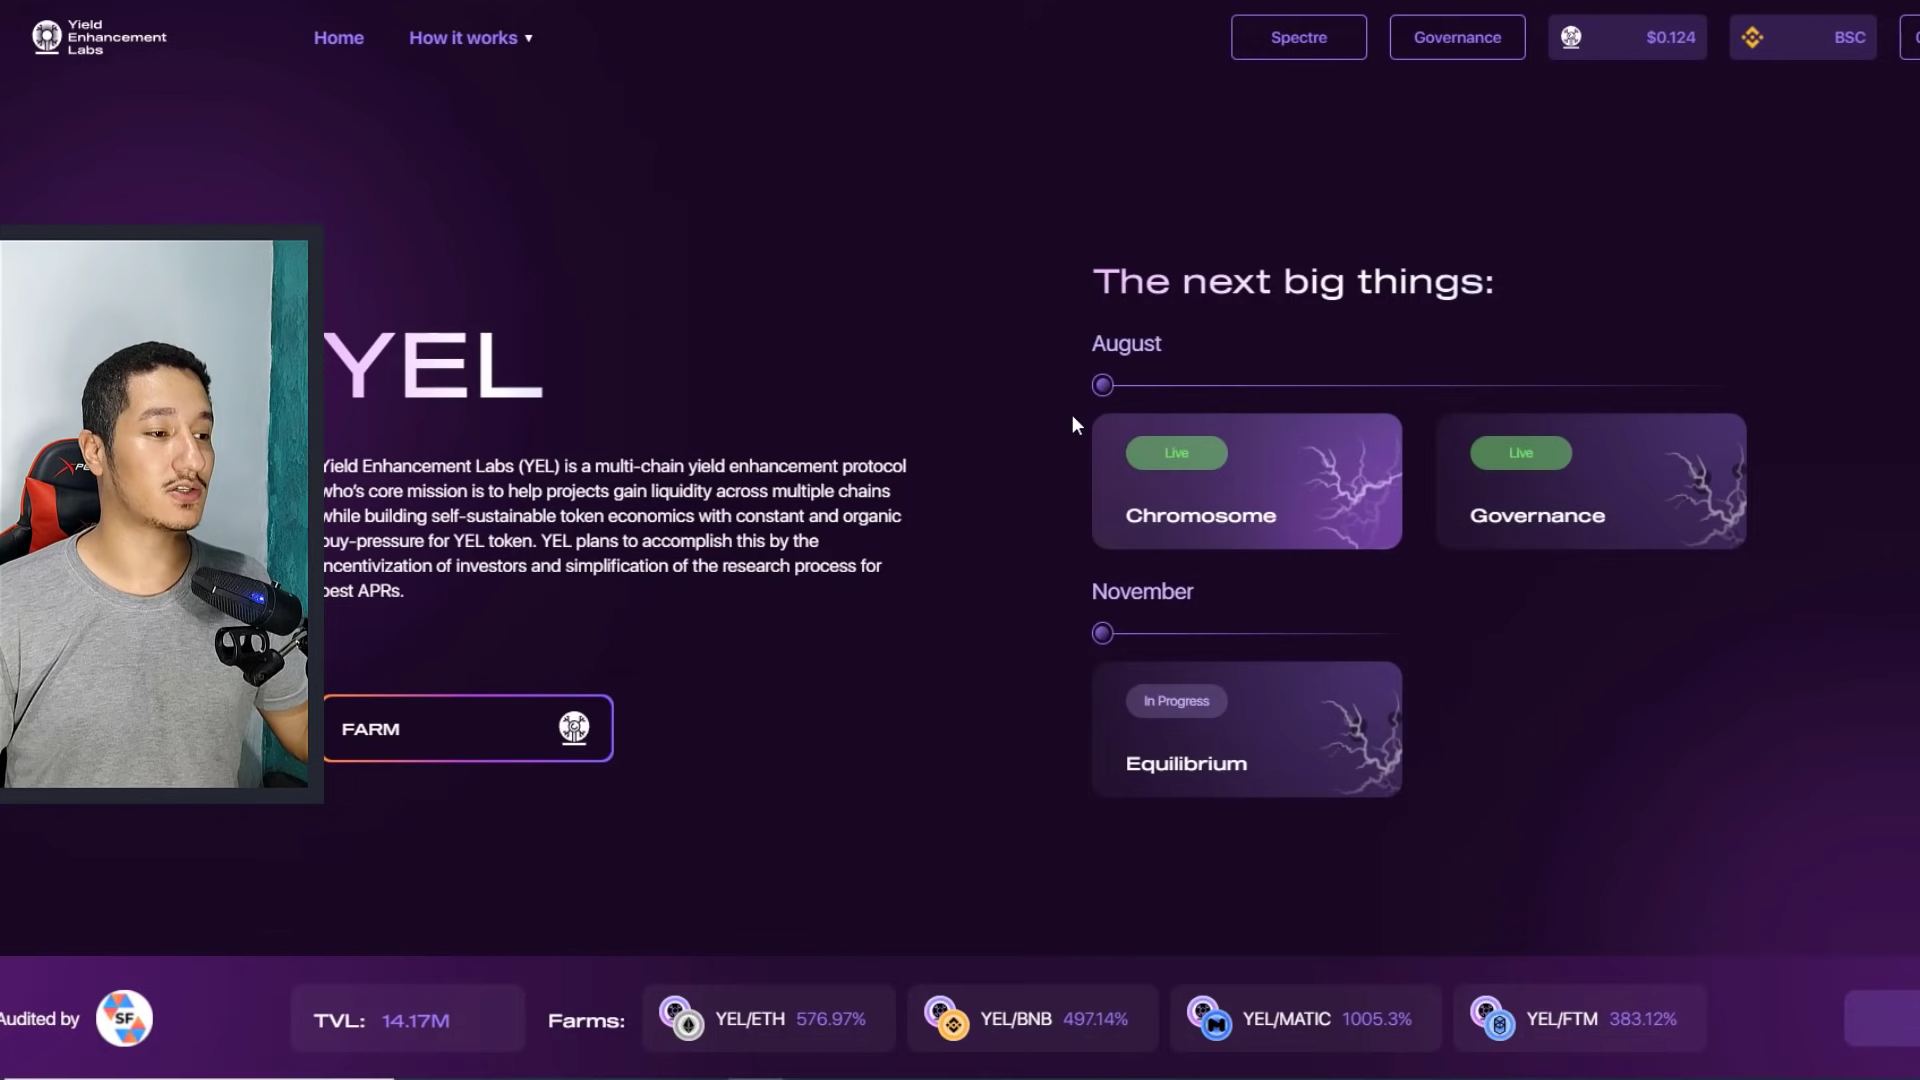 Yield
Enhancement
Labs
Home
How it works ▾
Spectre
Governance
$0.124
BSC
YEL
Yield Enhancement Labs (YEL) is a multi-chain yield enhancement protocol
who's core mission is to help projects gain liquidity across multiple chains
while building self-sustainable token economics with constant and organic
buy-pressure for YEL token. YEL plans to accomplish this by the
incentivization of investors and simplification of the research process for
best APRs.
FARM
The next big things:
August
Live
Chromosome
Live
Governance
November
In Progress
Equilibrium
Audited by
SF
TVL: 14.17M
Farms:
YEL/ETH 576.97%
YEL/BNB 497.14%
YEL/MATIC 1005.3%
YEL/FTM 383.12%